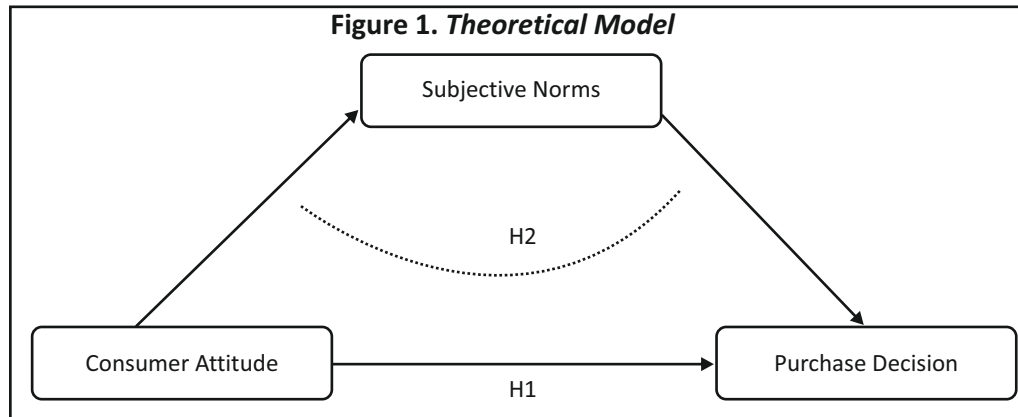 Figure 1. Theoretical Model
Subjective Norms
H2
Consumer Attitude
Purchase Decision
H1